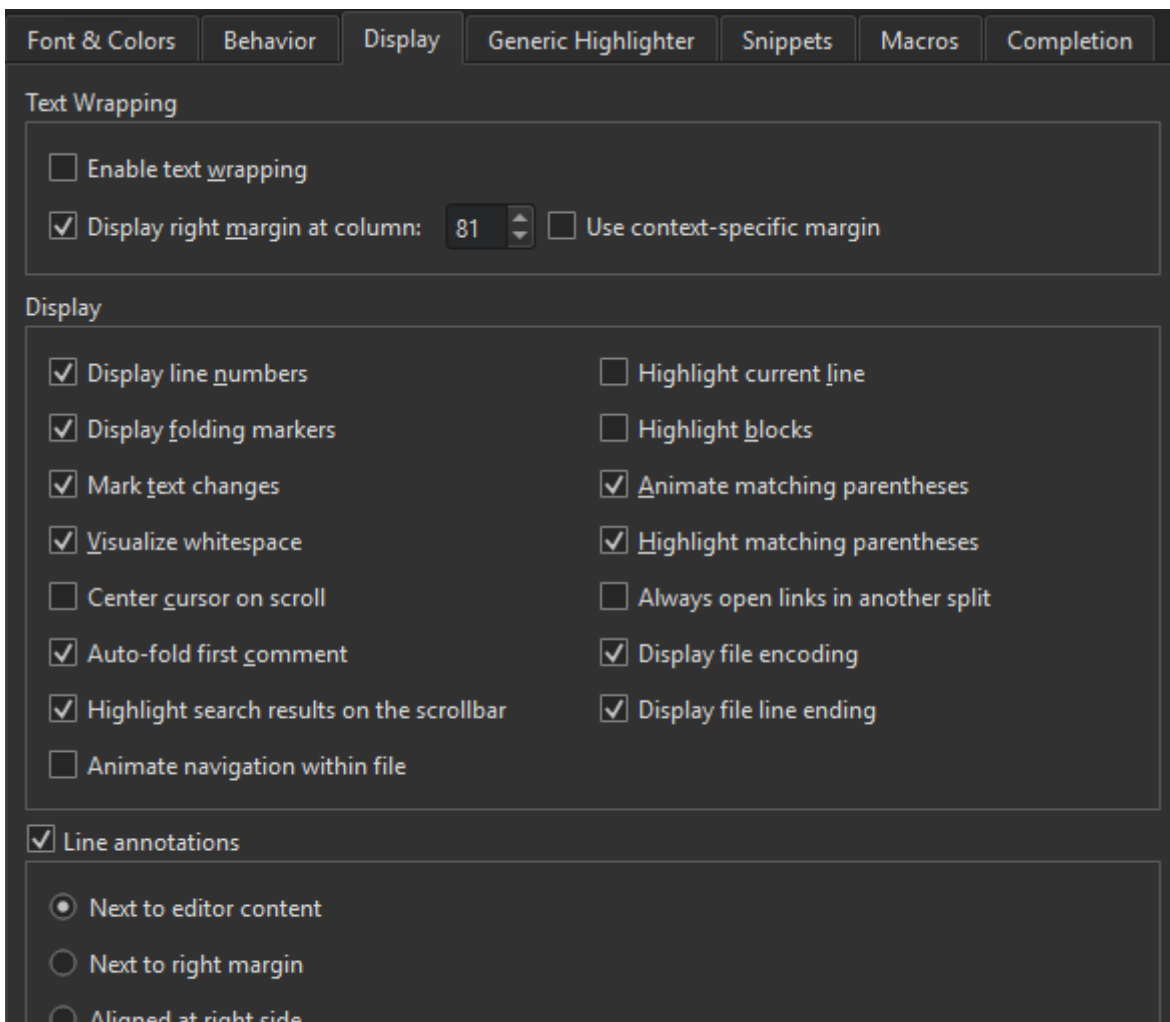 Font & Colors Behavior Display Generic Highlighter Snippets Macros Completion
Text Wrapping
Enable text wrapping
Display right margin at column: 81 Use context-specific margin
Display
Display line numbers Highlight current line
Display folding markers Highlight blocks
Mark text changes Animate matching parentheses
Visualize whitespace Highlight matching parentheses
Center cursor on scroll Always open links in another split
Auto-fold first comment Display file encoding
Highlight search results on the scrollbar Display file line ending
Animate navigation within file
Line annotations
Next to editor content
Next to right margin
Aligned at right side